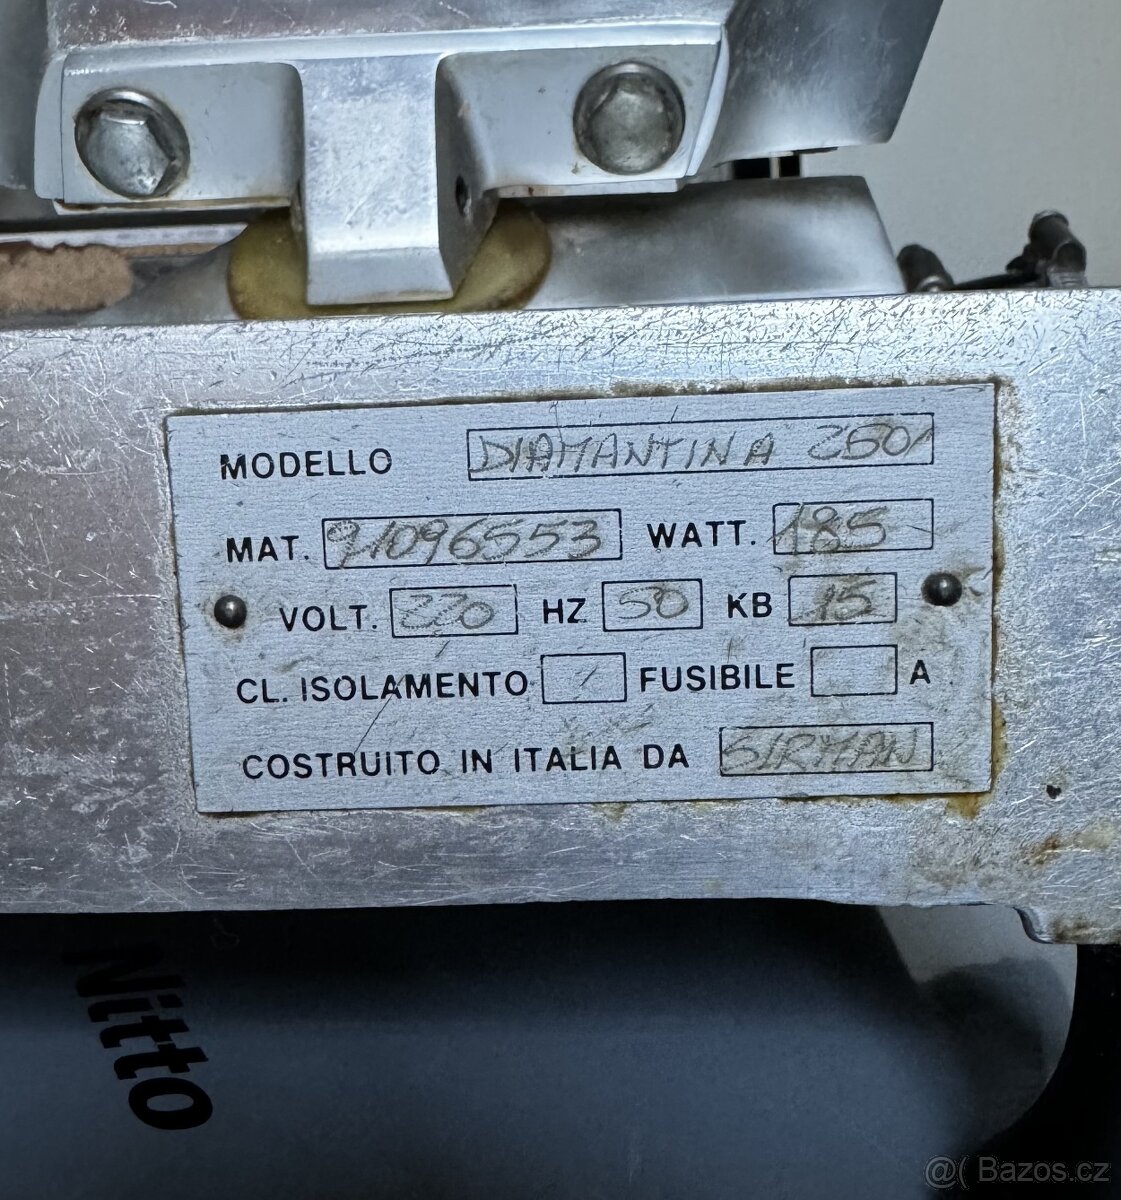 MODELLO DIAMANTINA 250
MAT. 91096553 WATT. 185
VOLT. 220 HZ 50 KB 15
CL. ISOLAMENTO 1 FUSIBILE A
COSTRUITO IN ITALIA DA SIRMAN
Nitto
@( Bazos.cz